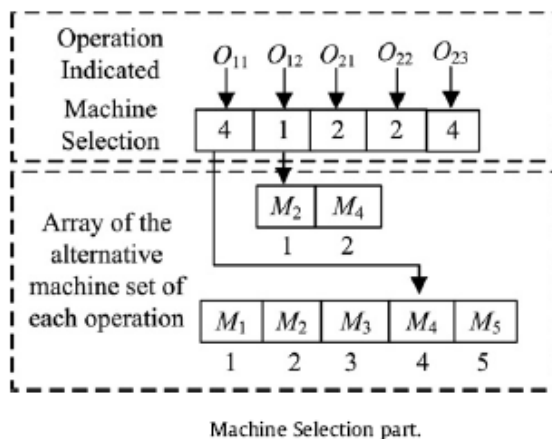 Operation
Indicated
O11 O12 O21 O22 O23
Machine
Selection
4 1 2 2 4
Array of the
alternative
machine set of
each operation
M2 M4
1 2
M1 M2 M3 M4 M5
1 2 3 4 5
Machine Selection part.